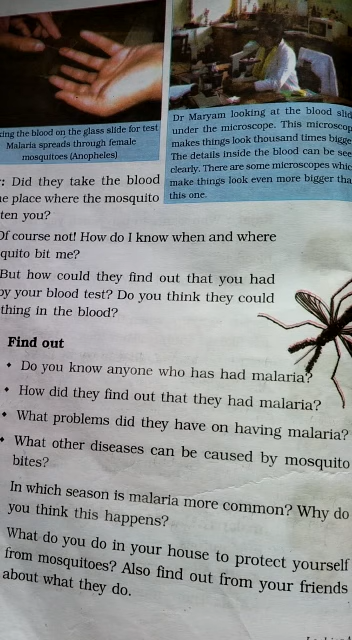 king the blood on the glass slide for test
Malaria spreads through female
mosquitoes (Anopheles)
Dr Maryam looking at the blood slid
under the microscope. This microscop
makes things look thousand times bigge
The details inside the blood can be see
clearly. There are some microscopes whic
make things look even more bigger tha
this one.
: Did they take the blood
e place where the mosquito
ten you?
Of course not! How do I know when and where
quito bit me?
But how could they find out that you had
by your blood test? Do you think they could
thing in the blood?
Find out
• Do you know anyone who has had malaria?
• How did they find out that they had malaria?
• What problems did they have on having malaria?
• What other diseases can be caused by mosquito
bites?
In which season is malaria more common? Why do
you think this happens?
What do you do in your house to protect yourself
from mosquitoes? Also find out from your friends
about what they do.